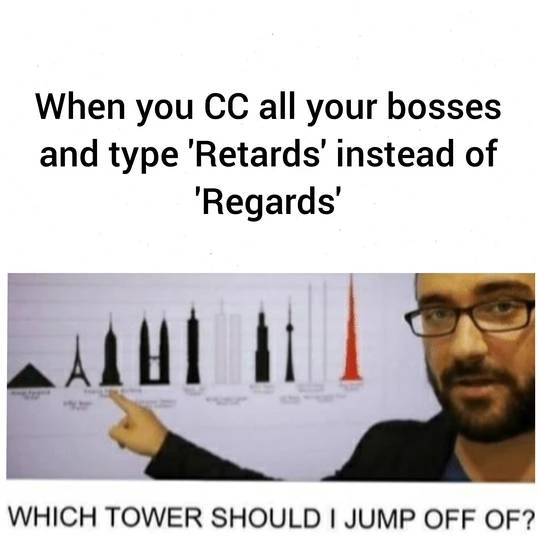 When you CC all your bosses
and type 'Retards' instead of
'Regards'
WHICH TOWER SHOULD I JUMP OFF OF?